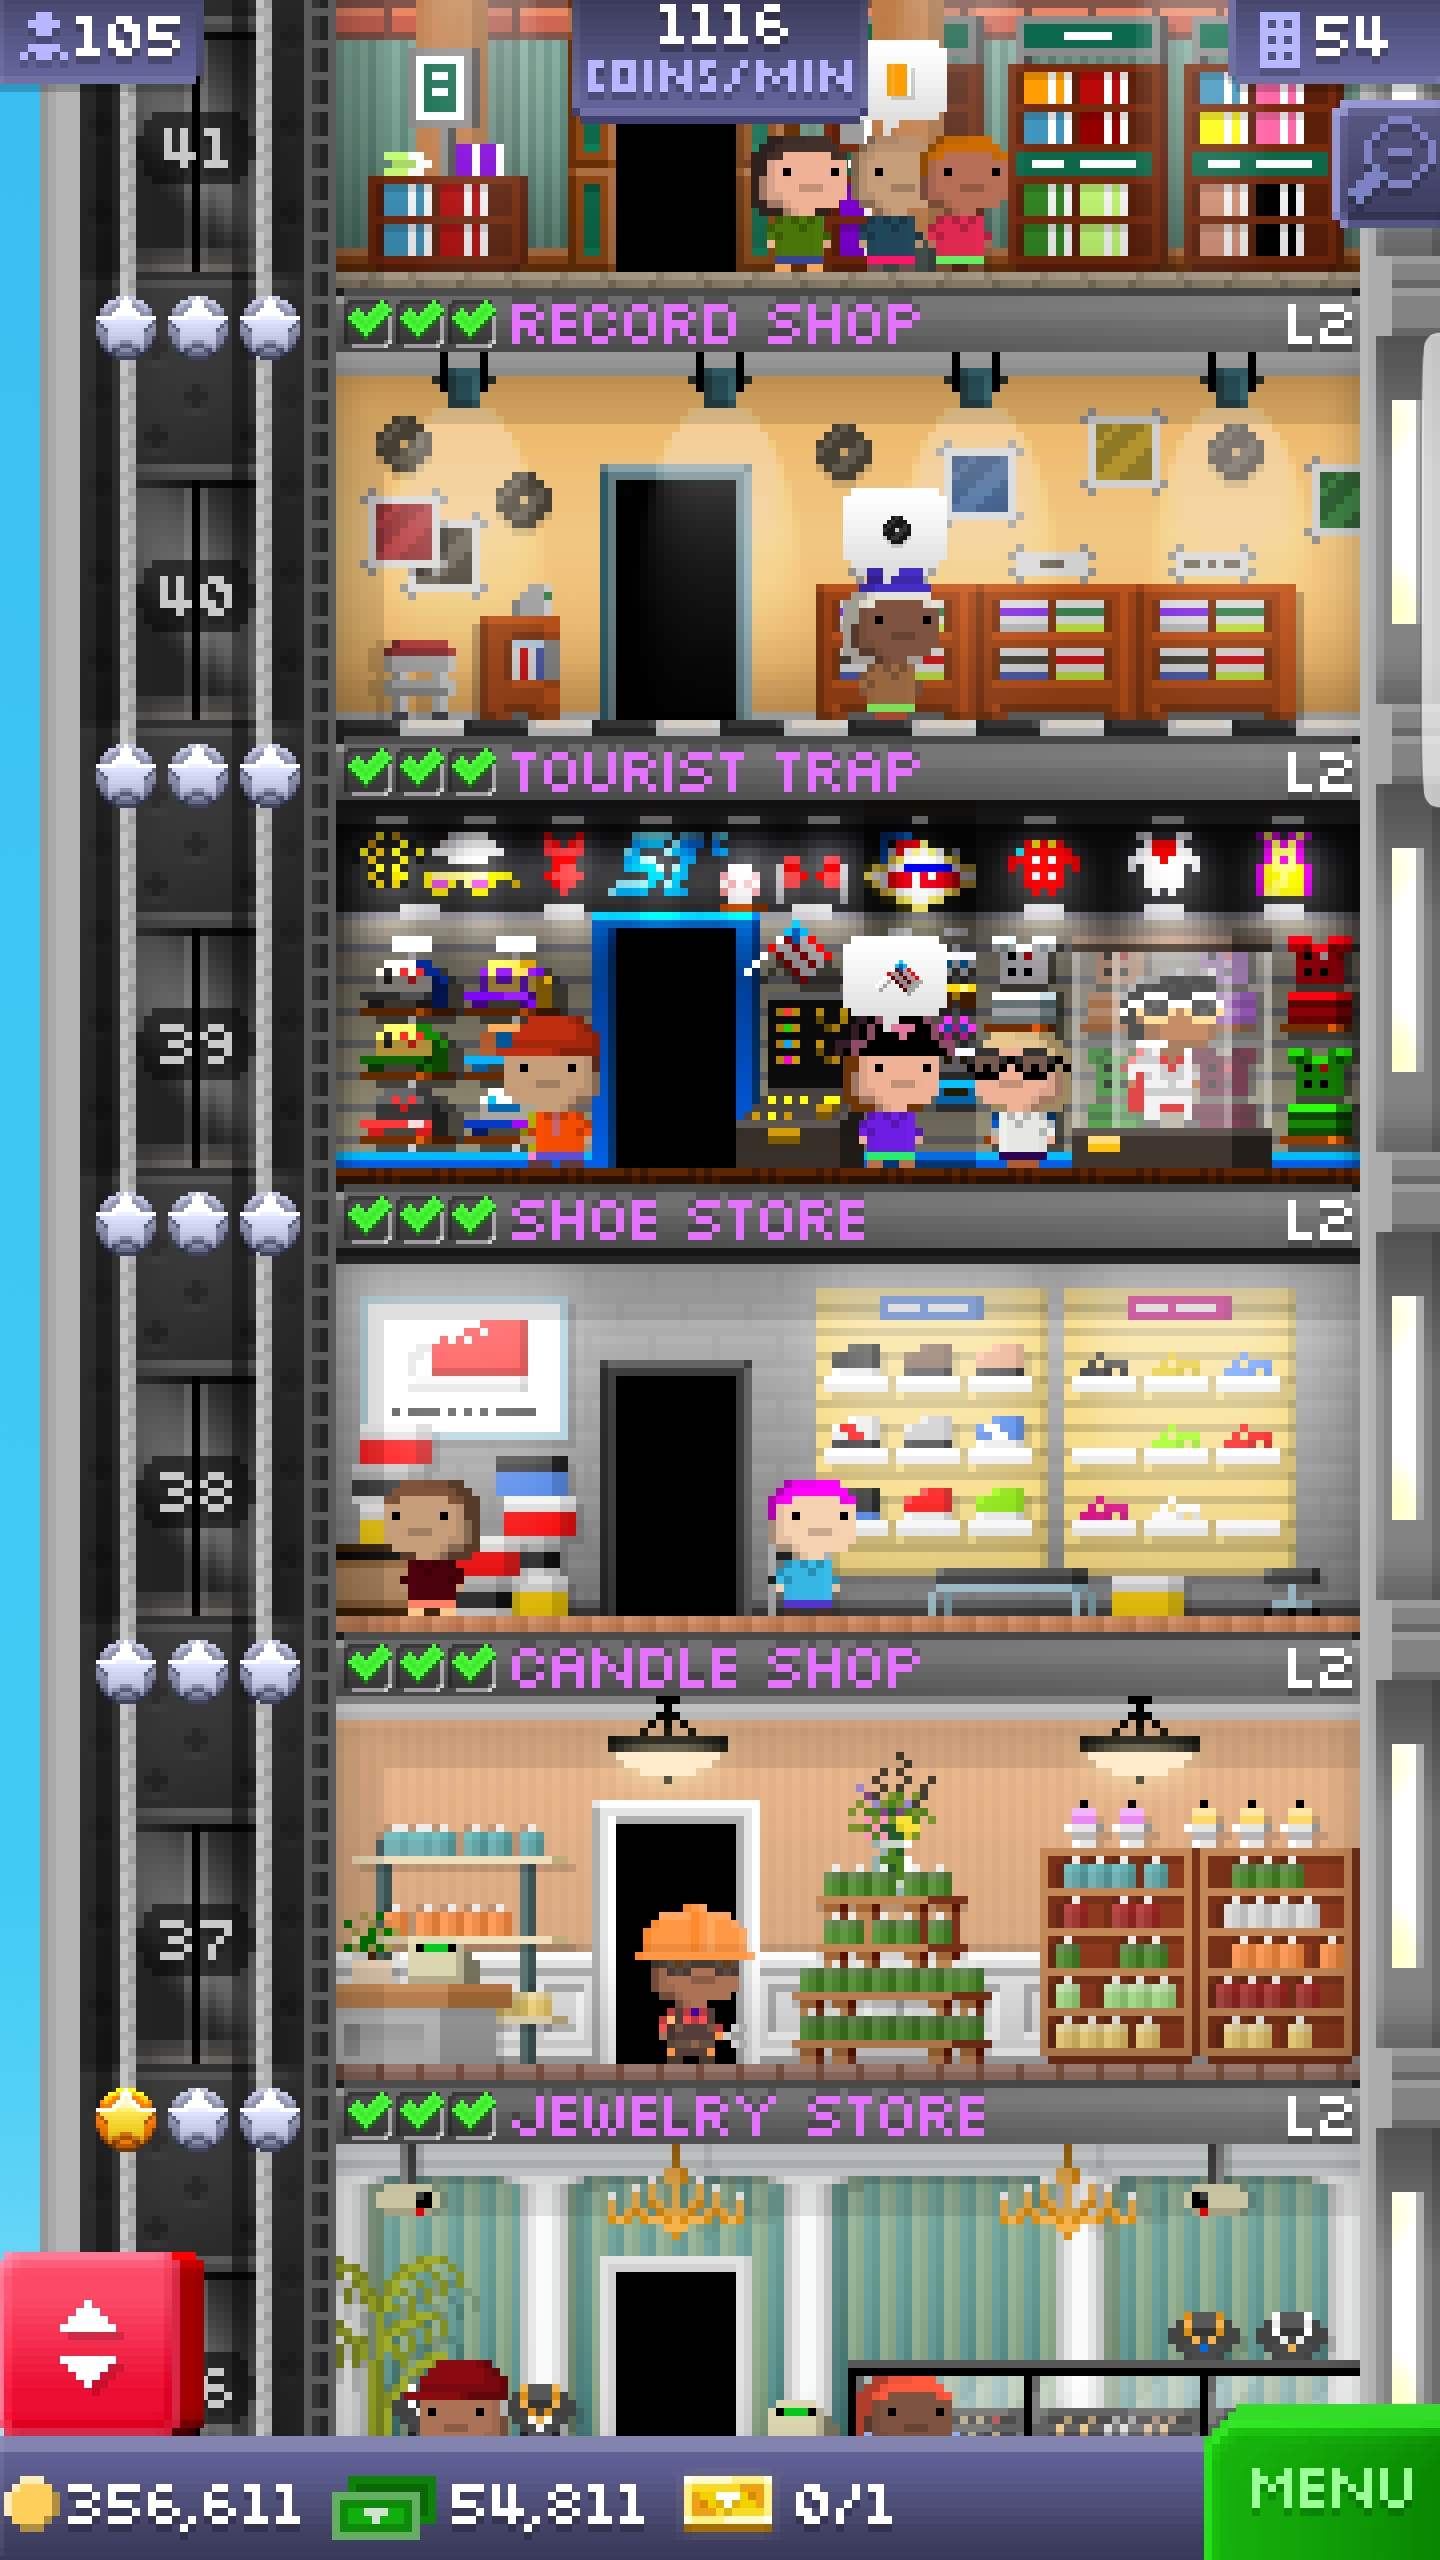 105
1116
COINS/MIN
54
41
RECORD SHOP L2
40
TOURIST TRAP L2
39
SHOE STORE L2
38
CANDLE SHOP L2
37
JEWELRY STORE L2
6
356,611 54,811 0/1 MENU